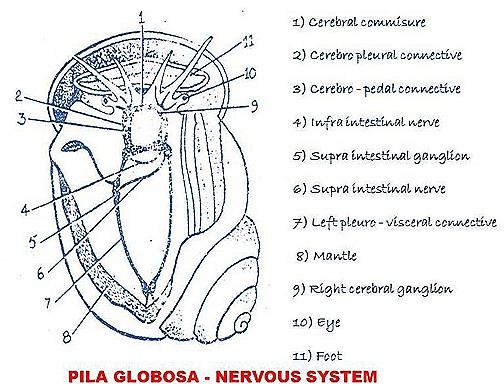 1
11
10
2
9
3
4
5
6
7
8
1) Cerebral commisure
2) Cerebro pleural connective
3) Cerebro - pedal connective
4) Infra intestinal nerve
5) Supra intestinal ganglion
6) Supra intestinal nerve
7) Left pleuro - visceral connective
8) Mantle
9) Right cerebral ganglion
10) Eye
11) Foot
PILA GLOBOSA - NERVOUS SYSTEM